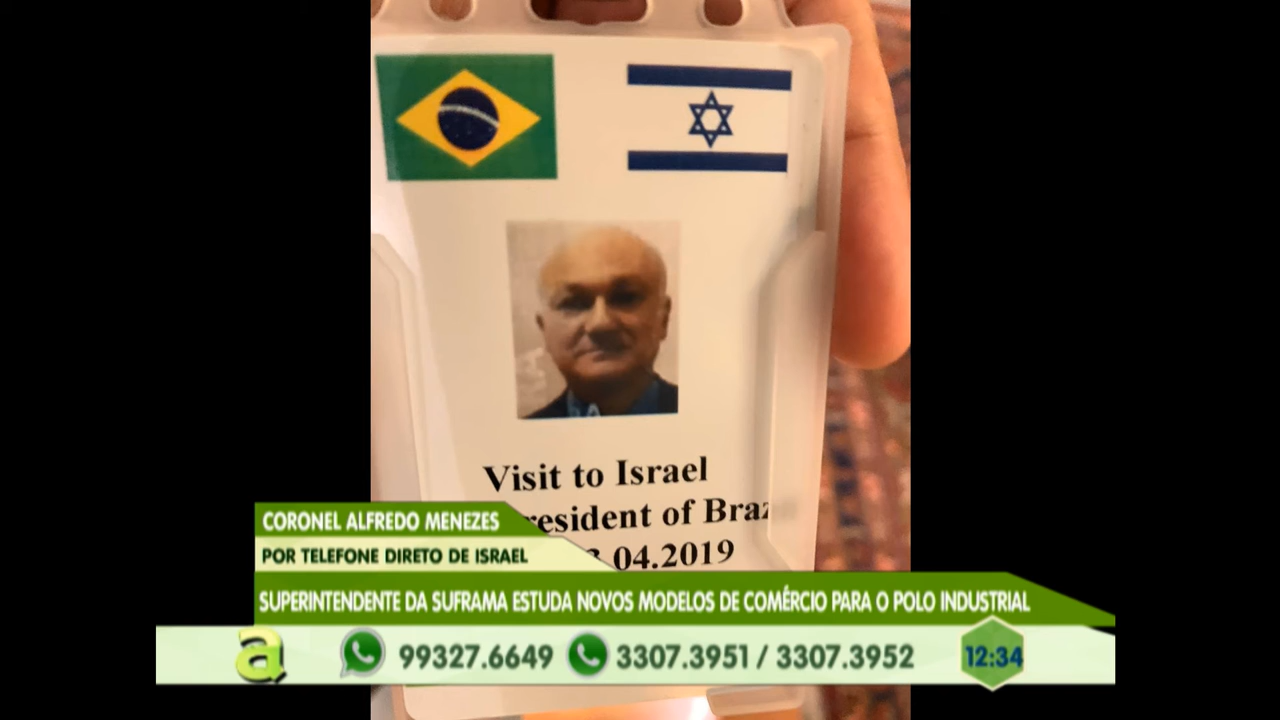 Visit to Israel
resident of Braz
04.2019
CORONEL ALFREDO MENEZES
POR TELEFONE DIRETO DE ISRAEL
SUPERINTENDENTE DA SUFRAMA ESTUDA NOVOS MODELOS DE COMÉRCIO PARA O POLO INDUSTRIAL
a 99327.6649 3307.3951 / 3307.3952 12:34